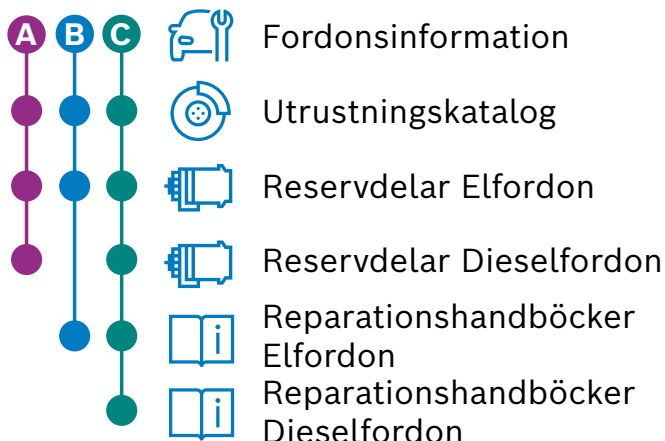 A B C Fordonsinformation
Utrustningskatalog
Reservdelar Elfordon
Reservdelar Dieselfordon
Reparationshandböcker
Elfordon
Reparationshandböcker
Dieselfordon